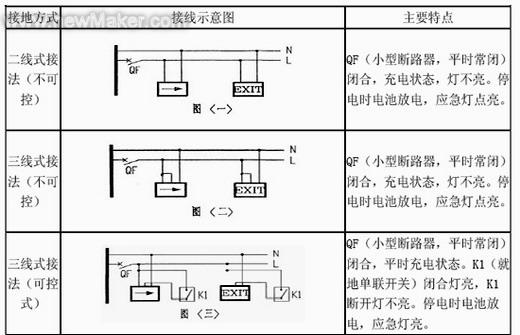 www.newMaker.com
接地方式 接线示意图 主要特点
二线式接
法（不可
控）
N
L
QF
EXIT
图〈一〉
QF（小型断路器，平时常闭）
闭合，充电状态，灯不亮。停
电时电池放电，应急灯点亮。
三线式接
法（不可
控）
N
L
QF
EXIT
图〈二〉
QF（小型断路器，平时常闭）
闭合，充电状态，灯不亮。停
电时电池放电，应急灯点亮。
三线式接
法（可控
式）
N
L
QF
K1
EXIT
K1
图〈三〉
QF（小型断路器，平时常闭）
闭合，平时充电状态。K1（就
地单联开关）闭合灯亮，K1
断开灯不亮。停电时电池放
电，应急灯亮。